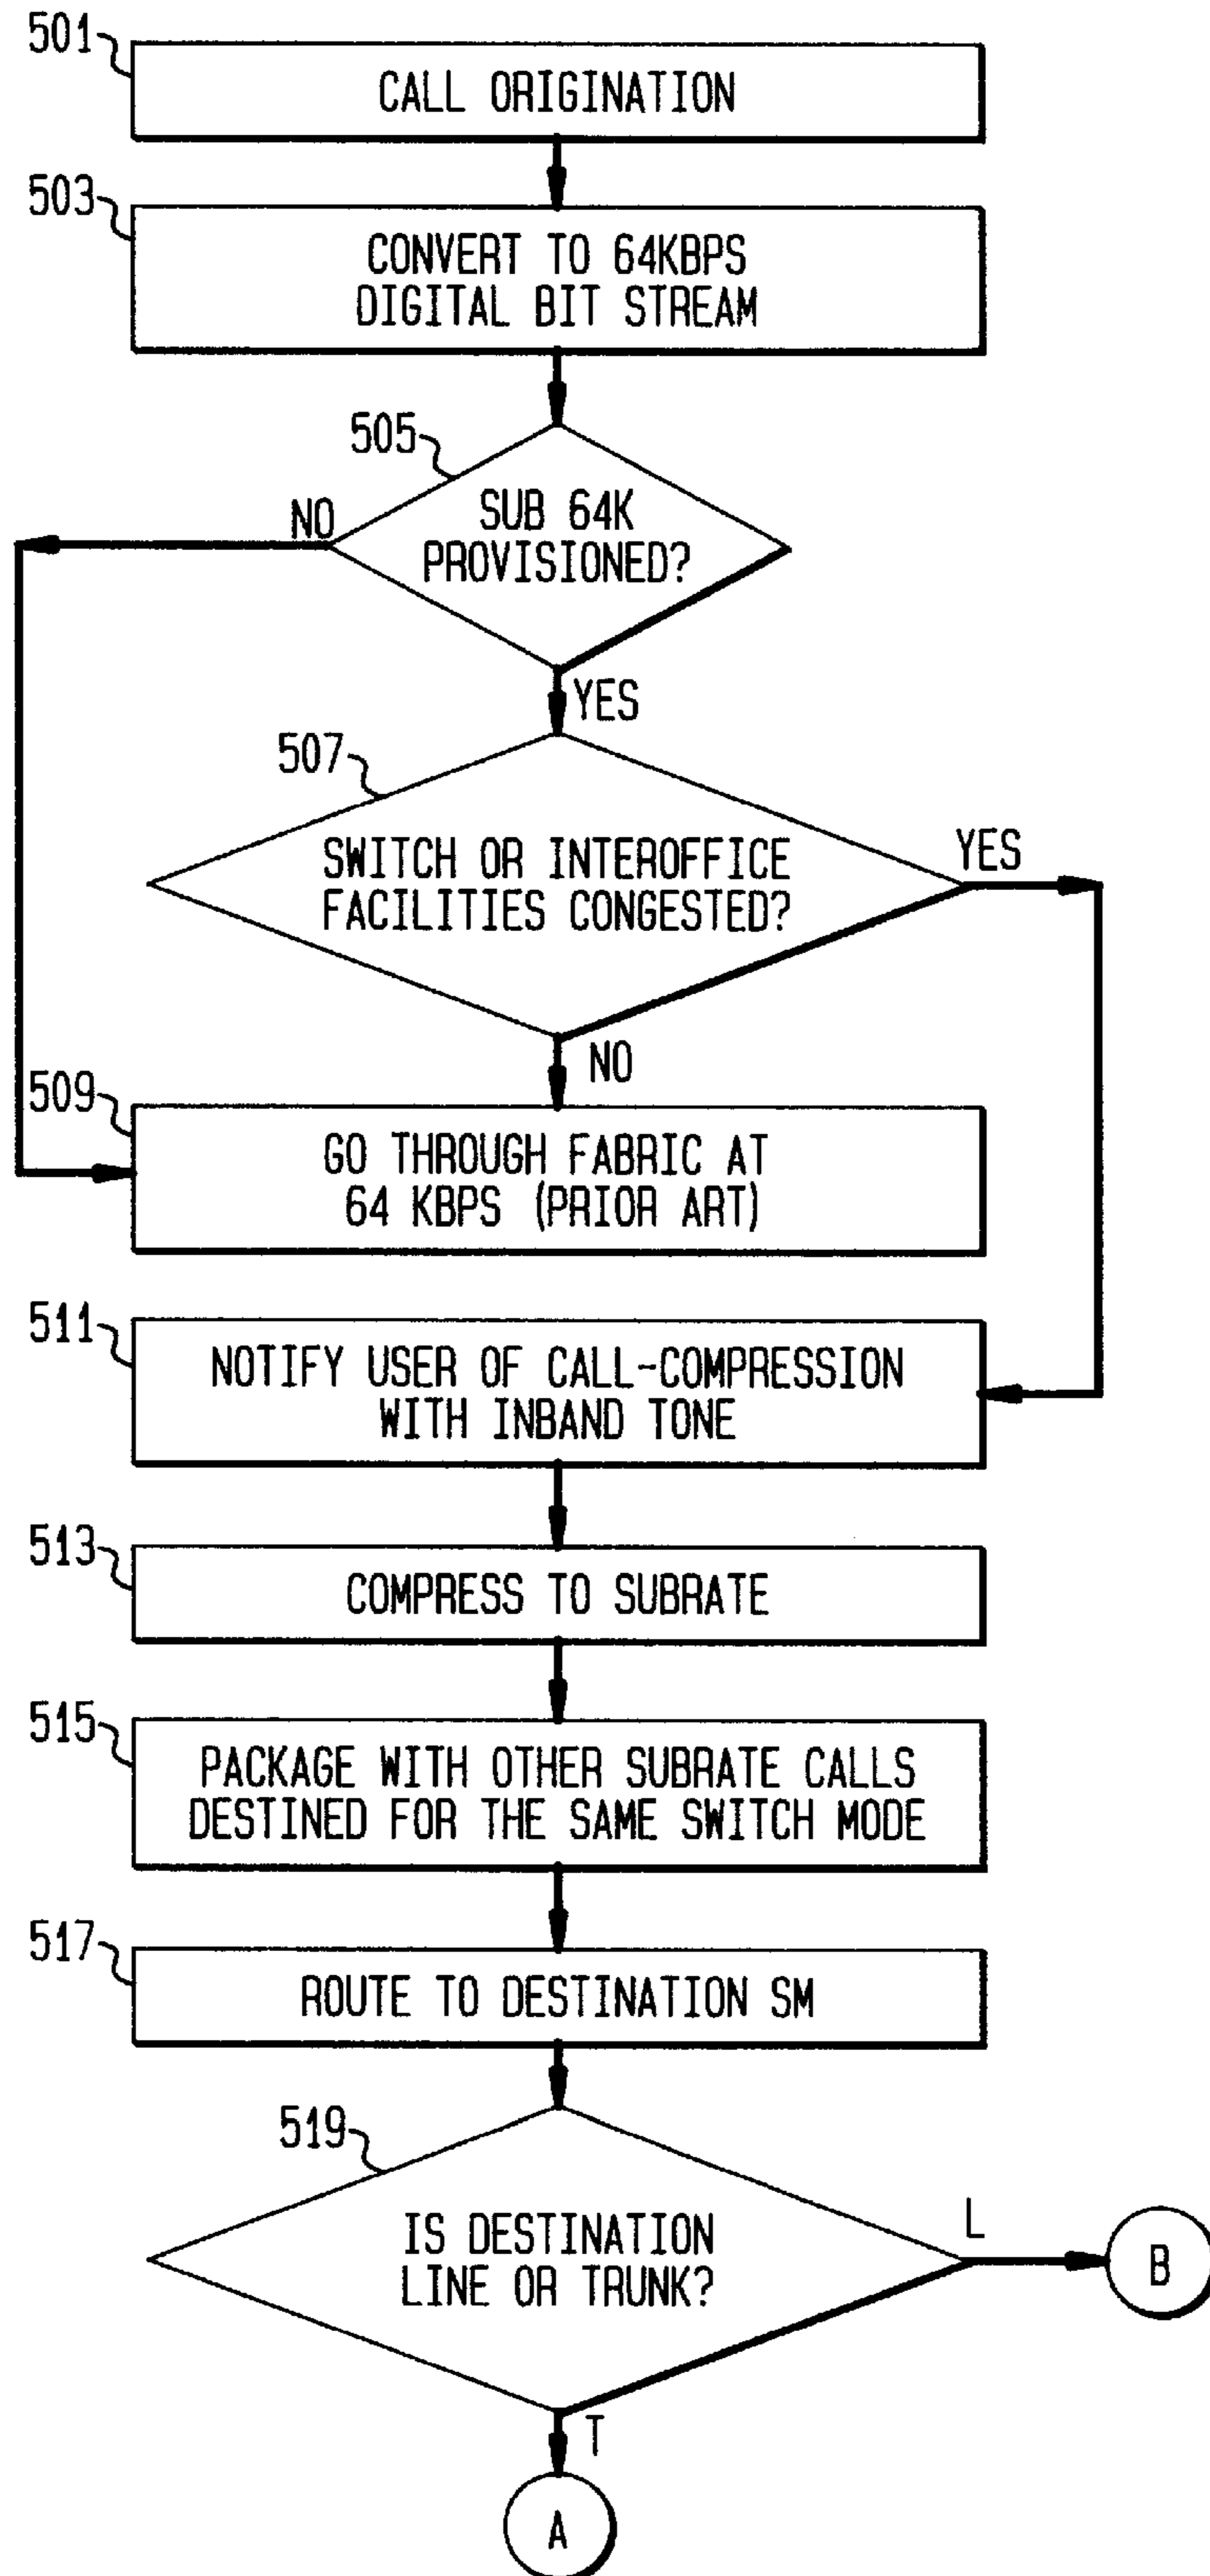 501
CALL ORIGINATION
503
CONVERT TO 64KBPS
DIGITAL BIT STREAM
505
SUB 64K
PROVISIONED?
NO
YES
507
SWITCH OR INTEROFFICE
FACILITIES CONGESTED?
YES
NO
509
GO THROUGH FABRIC AT
64 KBPS (PRIOR ART)
511
NOTIFY USER OF CALL-COMPRESSION
WITH INBAND TONE
513
COMPRESS TO SUBRATE
515
PACKAGE WITH OTHER SUBRATE CALLS
DESTINED FOR THE SAME SWITCH MODE
517
ROUTE TO DESTINATION SM
519
IS DESTINATION
LINE OR TRUNK?
L
B
T
A